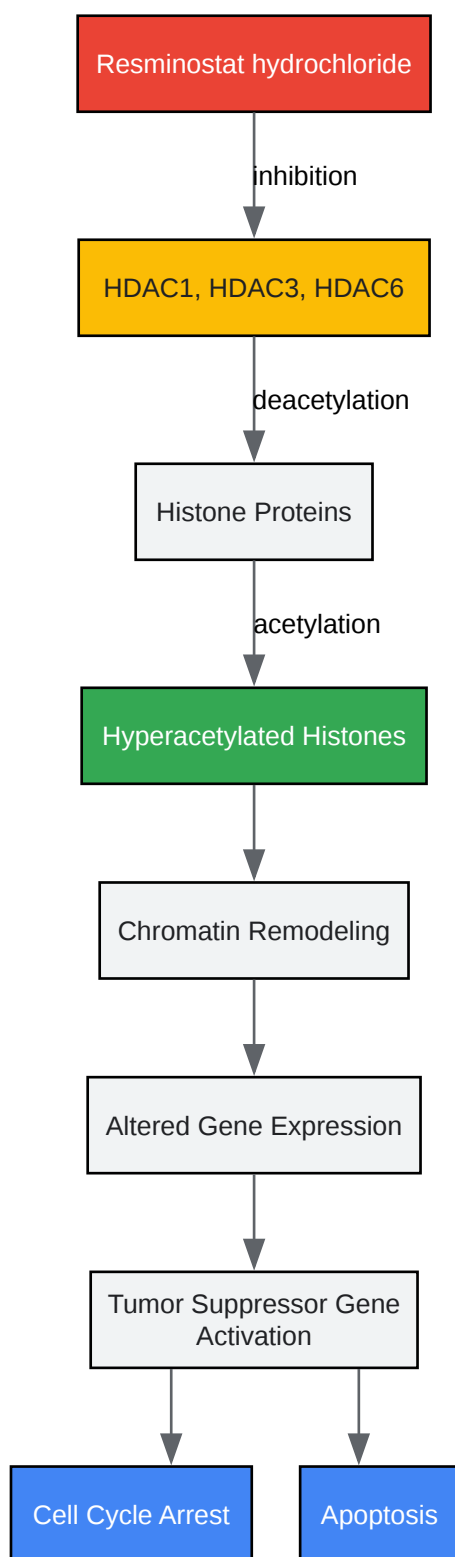 Resminostat hydrochloride
inhibition
HDAC1, HDAC3, HDAC6
deacetylation
Histone Proteins
acetylation
Hyperacetylated Histones
Chromatin Remodeling
Altered Gene Expression
Tumor Suppressor Gene
Activation
Cell Cycle Arrest
Apoptosis